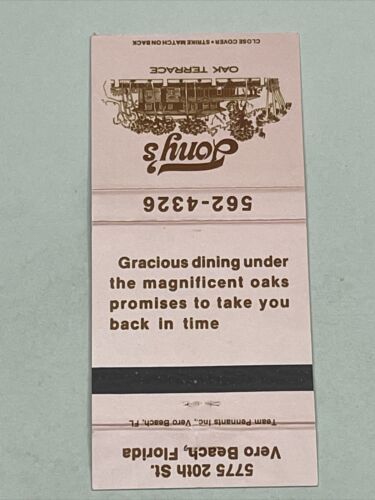 CLOSE COVER • STRIKE MATCH ON BACK
OAK TERRACE
Tony's
562-4326
Gracious dining under
the magnificent oaks
promises to take you
back in time
Team Pennants Inc., Vero Beach, FL
5775 20th St.
Vero Beach, Florida